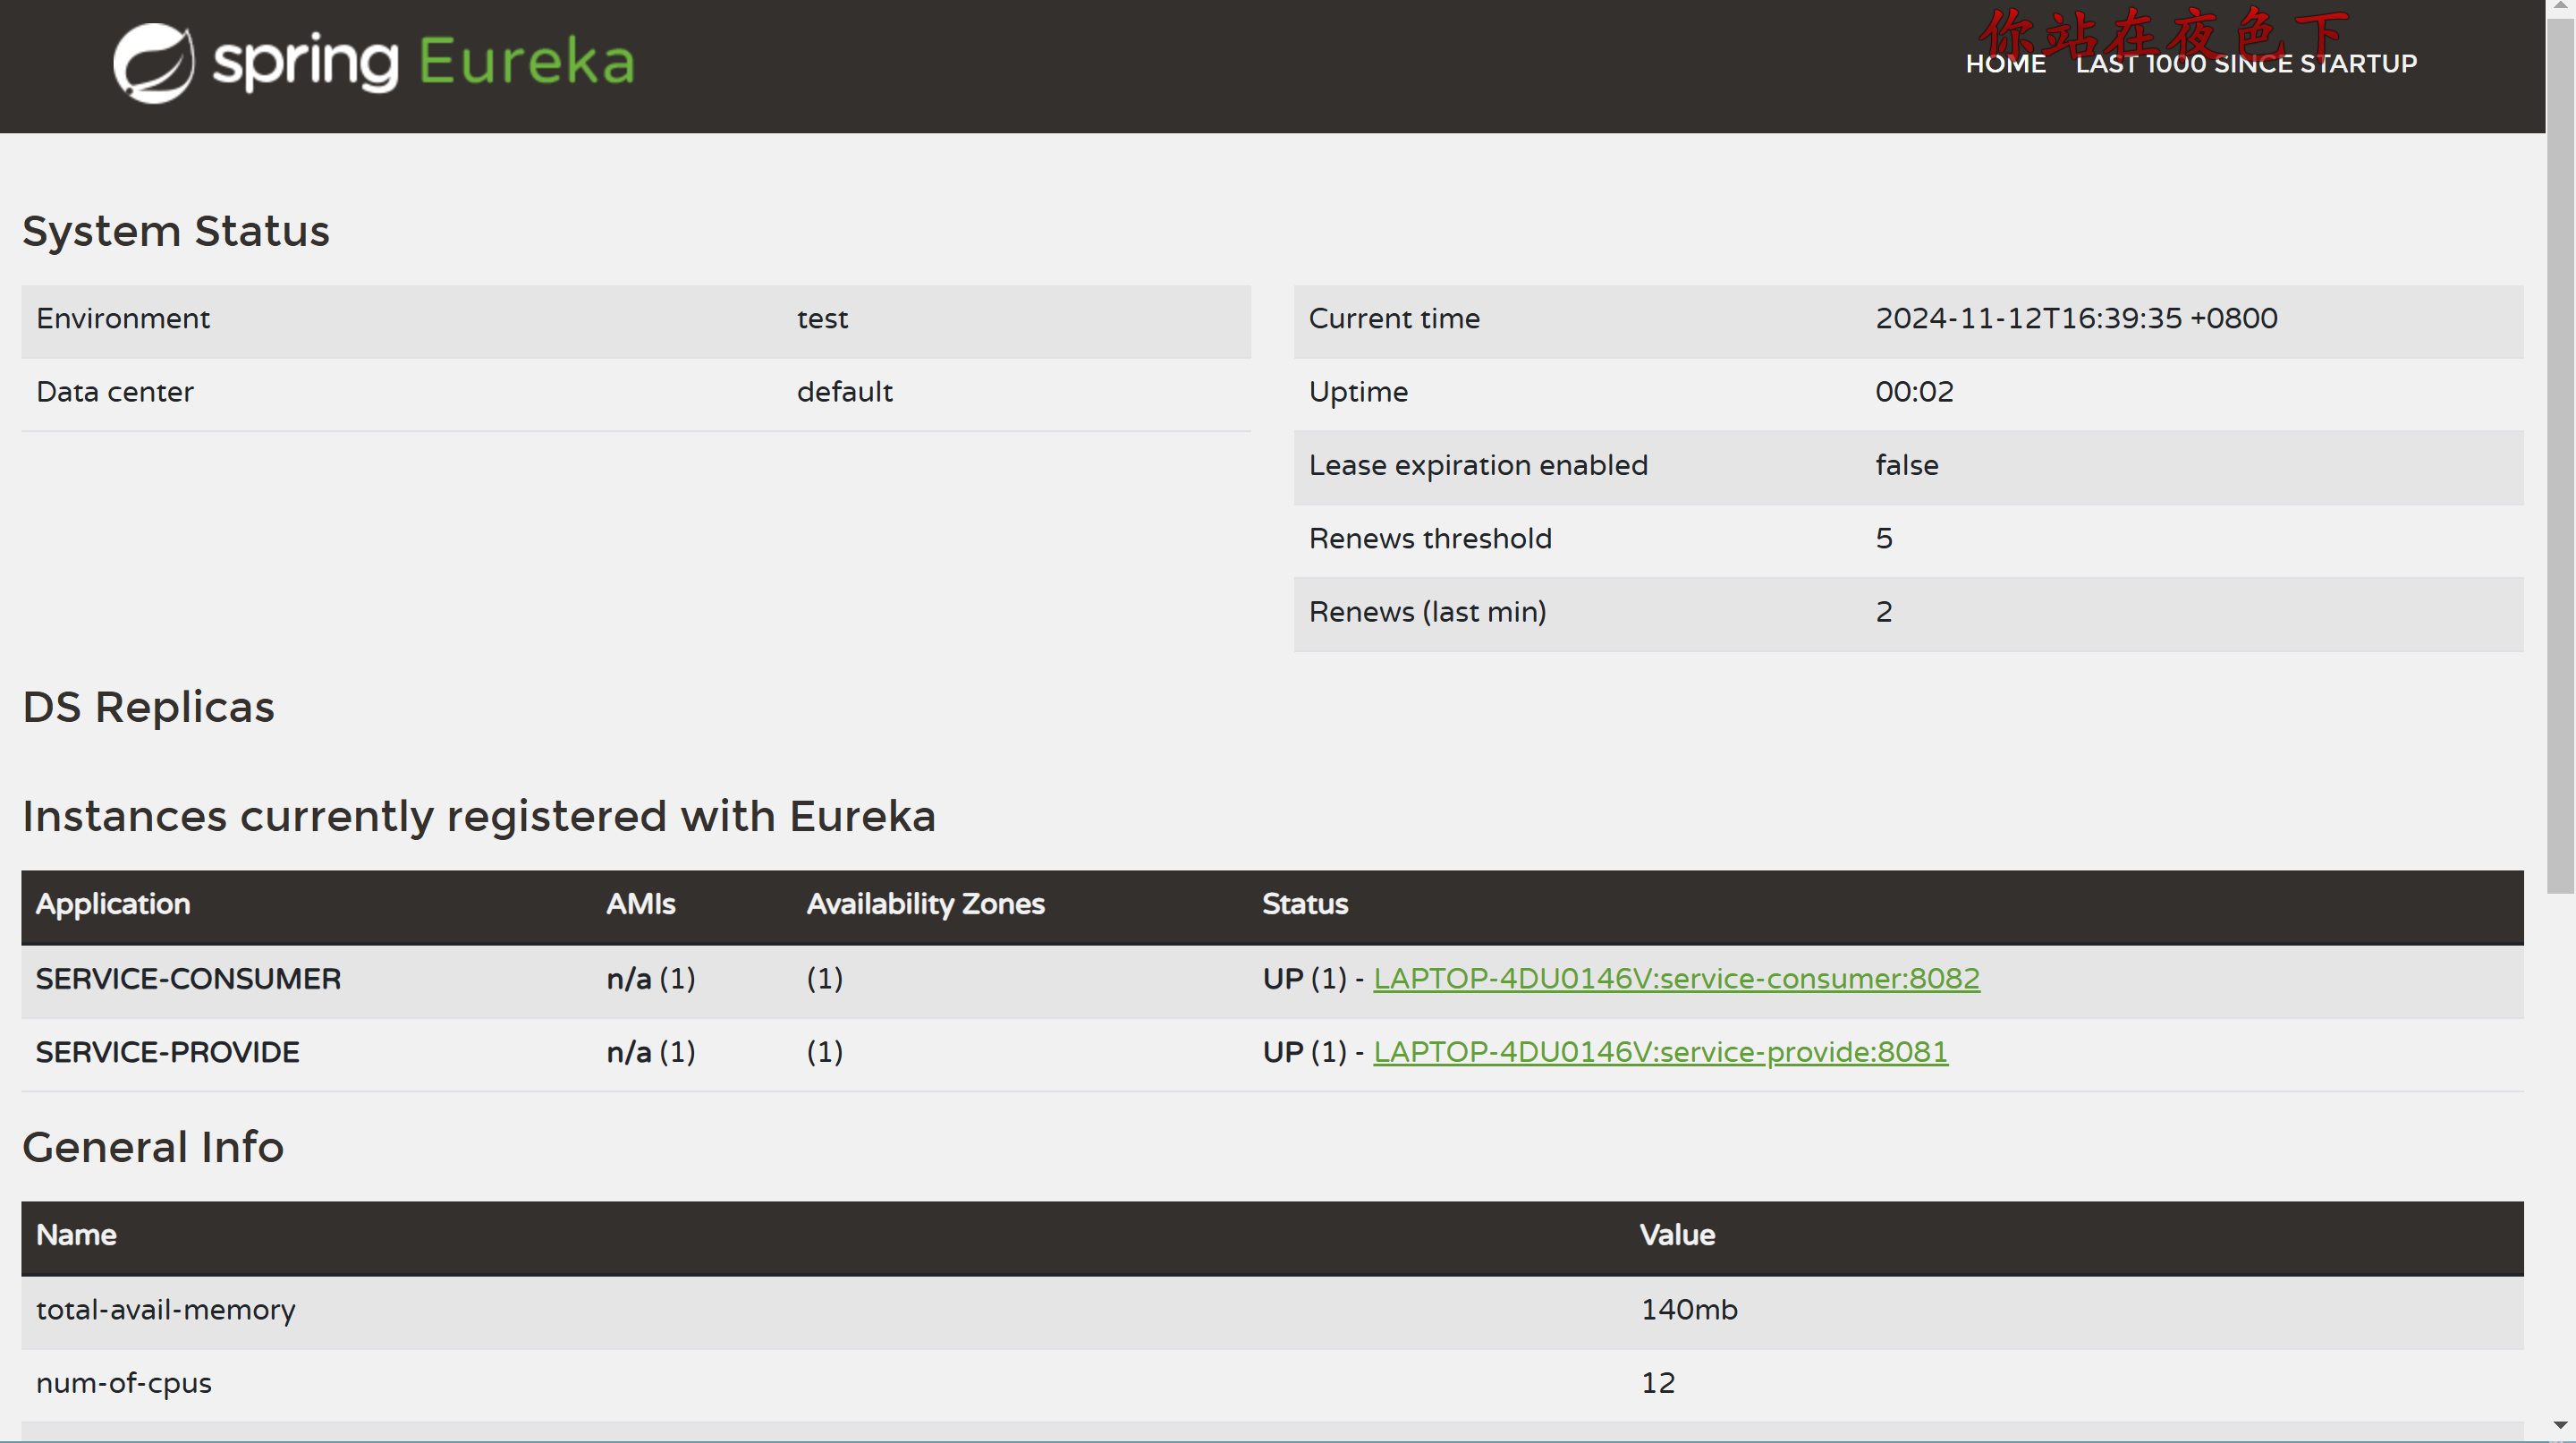 你站在夜色下
spring Eureka
HOME LAST 1000 SINCE STARTUP
System Status
Environment test
Data center default
Current time 2024-11-12T16:39:35 +0800
Uptime 00:02
Lease expiration enabled false
Renews threshold 5
Renews (last min) 2
DS Replicas
Instances currently registered with Eureka
Application AMIs Availability Zones Status
SERVICE-CONSUMER n/a (1) (1) UP (1) - LAPTOP-4DU0146V:service-consumer:8082
SERVICE-PROVIDE n/a (1) (1) UP (1) - LAPTOP-4DU0146V:service-provide:8081
General Info
Name Value
total-avail-memory 140mb
num-of-cpus 12